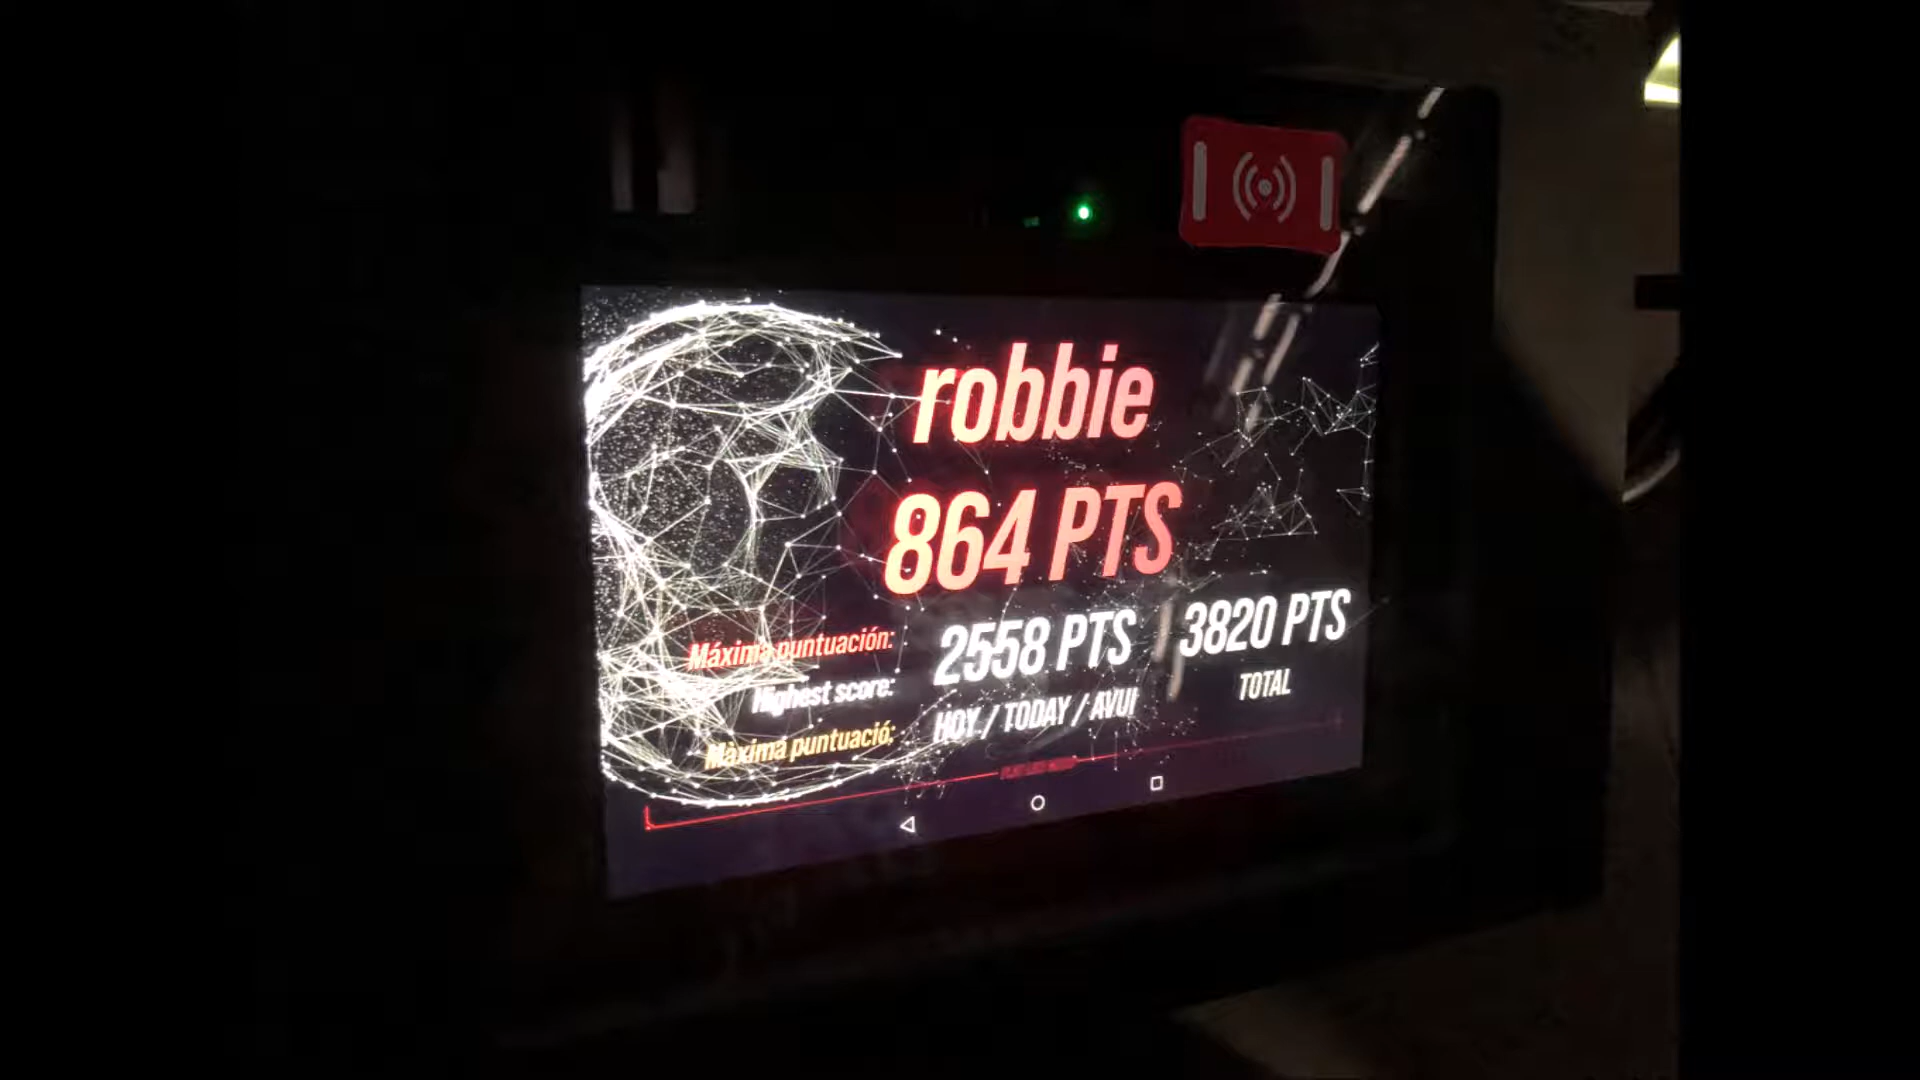 robbie
864 PTS
Máxima puntuación:
Highest score:
Màxima puntuació:
2558 PTS
HOY / TODAY / AVUI
3820 PTS
TOTAL